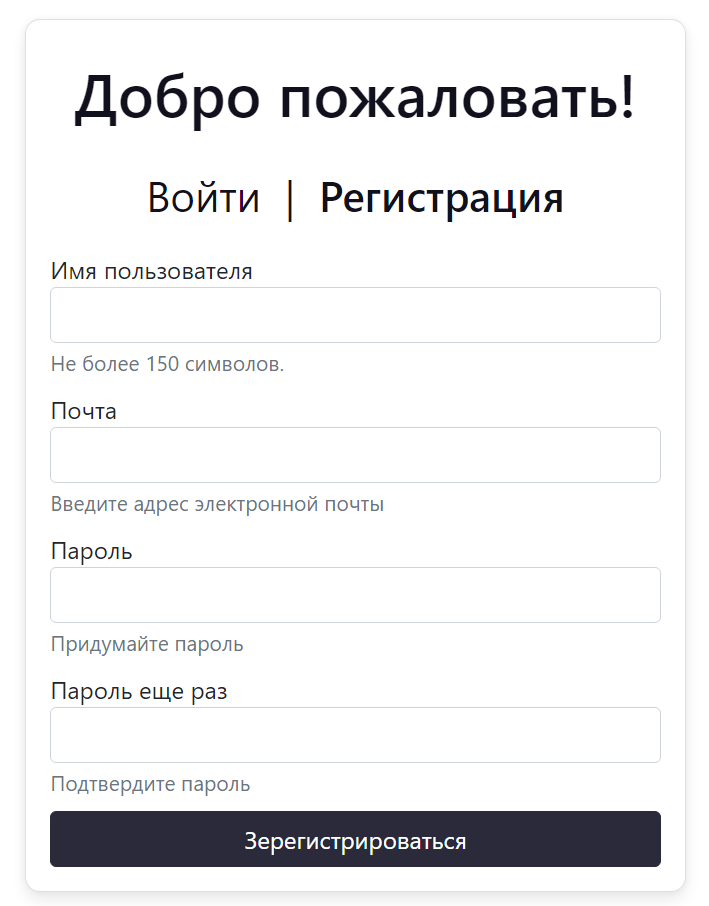 Добро пожаловать!
Войти | Регистрация
Имя пользователя
Не более 150 символов.
Почта
Введите адрес электронной почты
Пароль
Придумайте пароль
Пароль еще раз
Подтвердите пароль
Зерегистрироваться